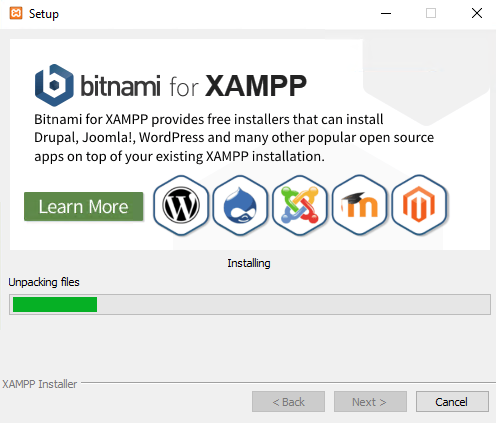 Setup
bitnami for XAMPP
Bitnami for XAMPP provides free installers that can install
Drupal, Joomla!, WordPress and many other popular open source
apps on top of your existing XAMPP installation.
Learn More
Installing
Unpacking files
XAMPP Installer
< Back
Next >
Cancel